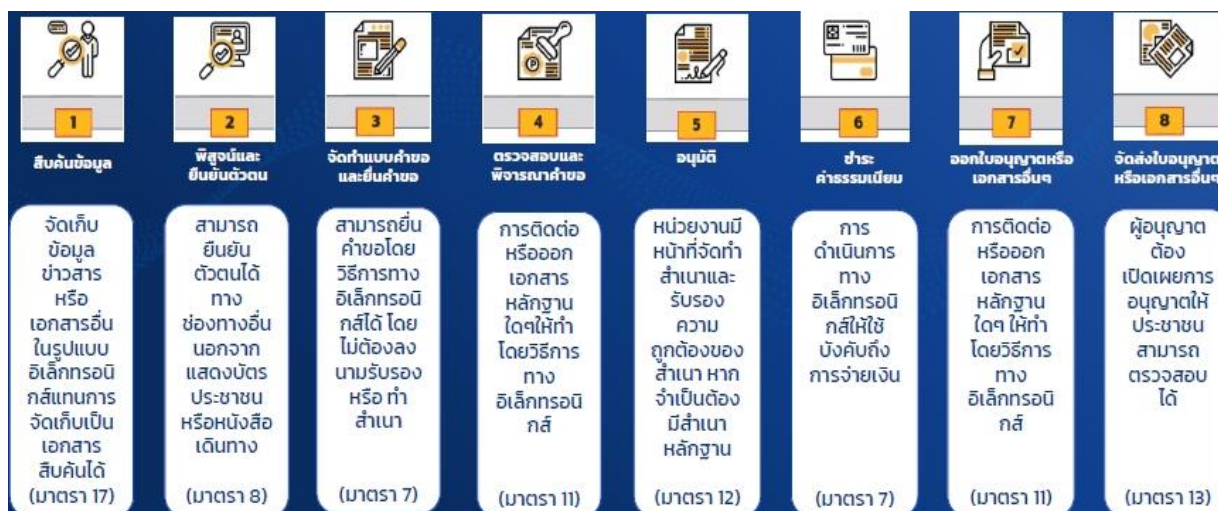 1
สืบค้นข้อมูล
จัดเก็บ
ข้อมูล
ข่าวสาร
หรือ
เอกสารอื่น
ในรูปแบบ
อิเล็กทรอนิ
กส์แทนการ
จัดเก็บเป็น
เอกสาร
สืบค้นได้
(มาตรา 17)
2
พิสูจน์และ
ยืนยันตัวตน
สามารถ
ยืนยัน
ตัวตนได้
ทาง
ช่องทางอื่น
นอกจาก
แสดงบัตร
ประชาชน
หรือหนังสือ
เดินทาง
(มาตรา 8)
3
จัดทำแบบคำขอ
และยื่นคำขอ
สามารถยื่น
คำขอโดย
วิธีการทาง
อิเล็กทรอนิ
กส์ได้ โดย
ไม่ต้องลง
นามรับรอง
หรือ ทำ
สำเนา
(มาตรา 7)
4
ตรวจสอบและ
พิจารณาคำขอ
การติดต่อ
หรือออก
เอกสาร
หลักฐาน
ใดๆให้ทำ
โดยวิธีการ
ทาง
อิเล็กทรอนิ
กส์
(มาตรา 11)
5
อนุมัติ
หน่วยงานมี
หน้าที่จัดทำ
สำเนาและ
รับรอง
ความ
ถูกต้องของ
สำเนา หาก
จำเป็นต้อง
มีสำเนา
หลักฐาน
(มาตรา 12)
6
ชำระ
ค่าธรรมเนียม
การ
ดำเนินการ
ทาง
อิเล็กทรอนิ
กส์ให้ใช้
บังคับถึง
การจ่ายเงิน
(มาตรา 7)
7
ออกใบอนุญาตหรือ
เอกสารอื่นๆ
การติดต่อ
หรือออก
เอกสาร
หลักฐาน
ใดๆ ให้ทำ
โดยวิธีการ
ทาง
อิเล็กทรอนิ
กส์
(มาตรา 11)
8
จัดส่งใบอนุญาต
หรือเอกสารอื่นๆ
ผู้อนุญาต
ต้อง
เปิดเผยการ
อนุญาตให้
ประชาชน
สามารถ
ตรวจสอบ
ได้
(มาตรา 13)